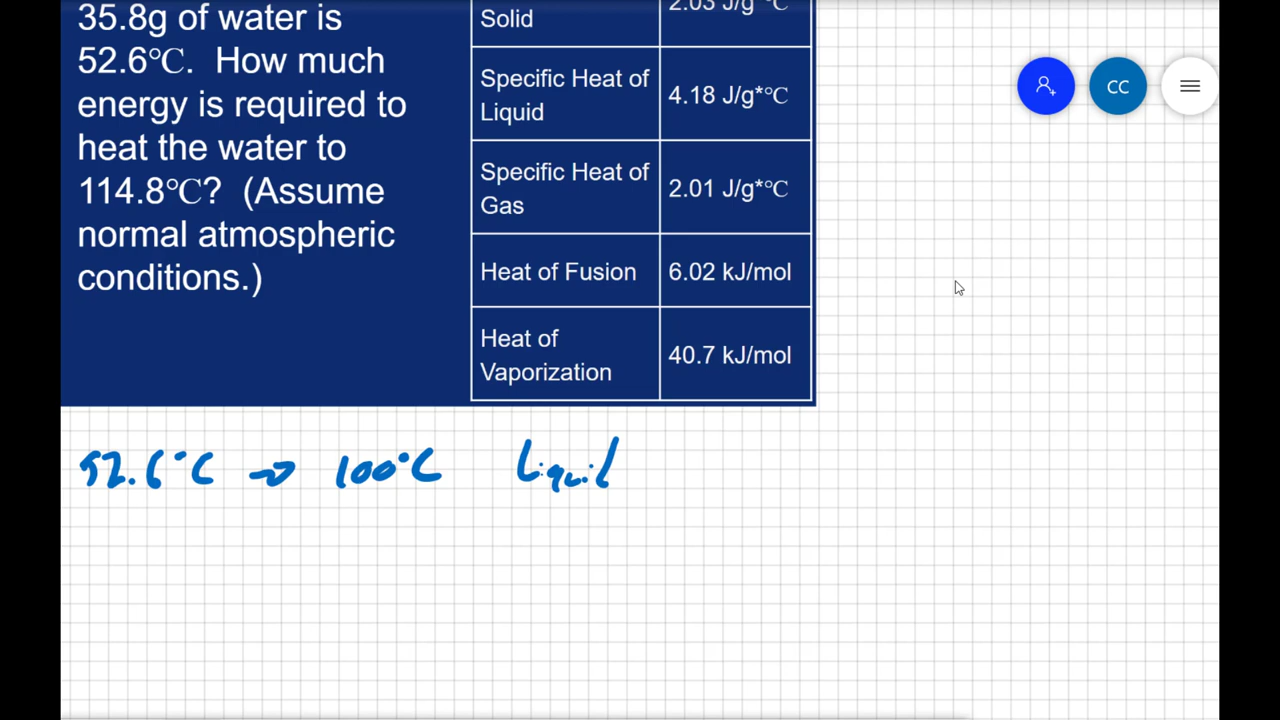 35.8g of water is
52.6℃. How much
energy is required to
heat the water to
114.8℃? (Assume
normal atmospheric
conditions.)
Solid 2.03 J/g*℃
Specific Heat of
Liquid
4.18 J/g*℃
Specific Heat of
Gas
2.01 J/g*℃
Heat of Fusion 6.02 kJ/mol
Heat of
Vaporization
40.7 kJ/mol
CC
52.6°C → 100°C Liquid